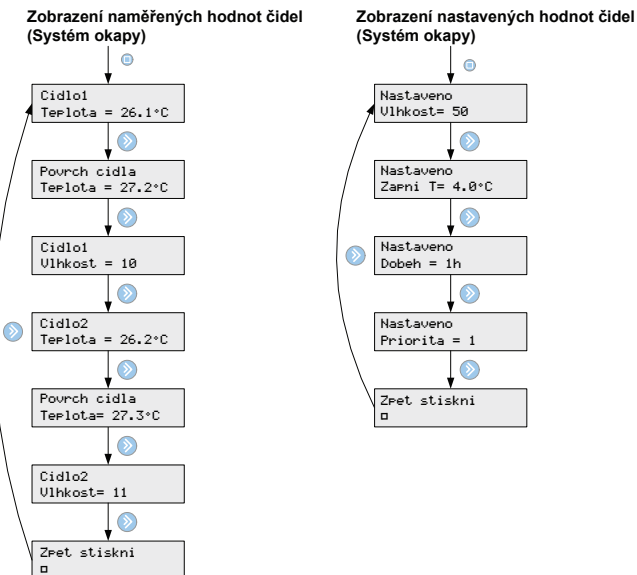 Zobrazení naměřených hodnot čidel
(Systém okapy)
Cidlo1
Teplota = 26.1°C
Povrch cidla
Teplota = 27.2°C
Cidlo1
Vlhkost = 10
Cidlo2
Teplota = 26.2°C
Povrch cidla
Teplota= 27.3°C
Cidlo2
Vlhkost= 11
Zpet stiskni
Zobrazení nastavených hodnot čidel
(Systém okapy)
Nastaveno
Vlhkost= 50
Nastaveno
Zapni T= 4.0°C
Nastaveno
Dobeh = 1h
Nastaveno
Priorita = 1
Zpet stiskni